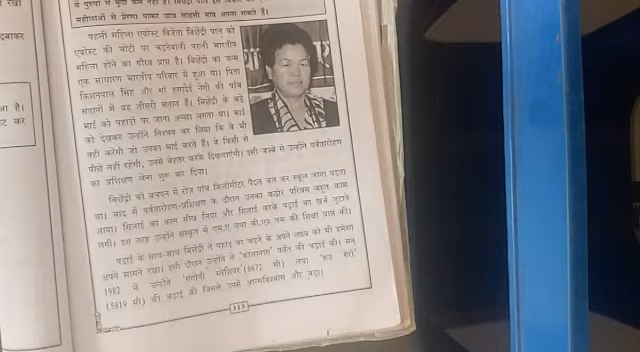 में पुरुषों से कुछ कम नहीं हैं।
महिलाओं से प्रेरणा पाकर छात्र साहसी बन सकते हैं।
पहली महिला एवरेस्ट विजेता बिछेंद्री पाल को
एवरेस्ट की चोटी पर चढ़नेवाली पहली भारतीय
महिला होने का गौरव प्राप्त है। बिछेंद्री का जन्म
एक साधारण भारतीय परिवार में हुआ था। पिता
किशनपाल सिंह और माँ हंसादेई नेगी की पाँच
संतानों में यह तीसरी संतान हैं। बिछेंद्री के बड़े
भाई को पहाड़ों पर जाना अच्छा लगता था। भाई
को देखकर उन्होंने निश्चय कर लिया कि वे भी
वही करेंगी जो उनका भाई करते हैं। वे किसी से
पीछे नहीं रहेंगी, उनसे बेहतर करके दिखलाएँगी। इसी जज्बे से उन्होंने पर्वतारोहण
का प्रशिक्षण लेना शुरू कर दिया।
बिछेंद्री को बचपन में रोज़ पाँच किलोमीटर पैदल चल कर स्कूल जाना पड़ता
था। बाद में पर्वतारोहण-प्रशिक्षण के दौरान उनका कठोर परिश्रम बहुत काम
आया। सिलाई का काम सीख लिया और सिलाई करके पढ़ाई का खर्च जुटाने
लगीं। इस तरह उन्होंने संस्कृत में एम.ए. तथा बी.एड. तक की शिक्षा प्राप्त की।
पढ़ाई के साथ-साथ बिछेंद्री ने पहाड़ पर चढ़ने के अपने लक्ष्य को भी हमेशा
अपने सामने रखा। इसी दौरान उन्होंने ने 'कालानाग' पर्वत की चढ़ाई की। सन्
1982 में उन्होंने 'गंगोत्री ग्लेशियर' (6672 मी) तथा 'रूड गेरो'
(5819 मी) की चढ़ाई की जिससे उनमें आत्मविश्वास और बढ़ा।
113